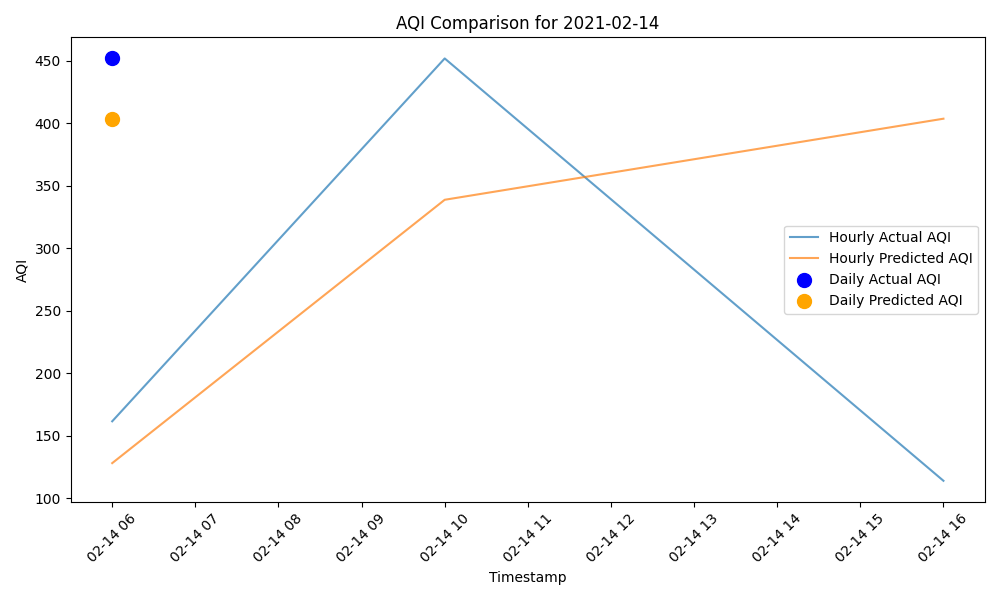 AQI Comparison for 2021-02-14
AQI
450
400
350
300
250
200
150
100
Hourly Actual AQI
Hourly Predicted AQI
Daily Actual AQI
Daily Predicted AQI
02-14 06
02-14 07
02-14 08
02-14 09
02-14 10
02-14 11
02-14 12
02-14 13
02-14 14
02-14 15
02-14 16
Timestamp